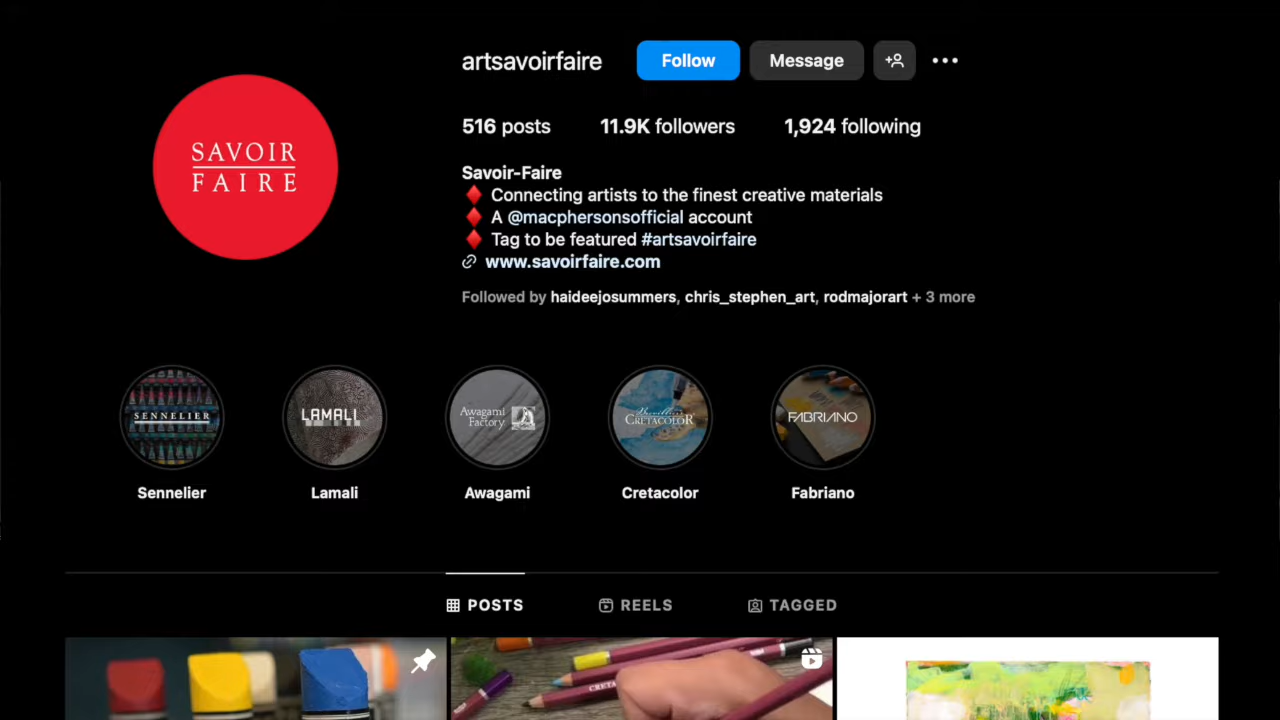 artsavoirfaire Follow Message
516 posts 11.9K followers 1,924 following
SAVOIR
FAIRE
Savoir-Faire
Connecting artists to the finest creative materials
A @macphersonsofficial account
Tag to be featured #artsavoirfaire
www.savoirfaire.com
Followed by haideejosummers, chris_stephen_art, rodmajorart + 3 more
SENNELIER
LAMALI
Awagami
Factory
CRETACOLOR
FABRIANO
Sennelier Lamali Awagami Cretacolor Fabriano
POSTS REELS TAGGED